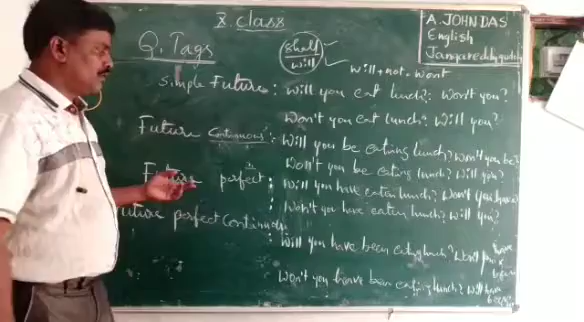 X class
A. JOHN DAS
English
Q. Tags
shall
will
will + not = wont
Simple Future : Will you eat lunch? Won't you?
Won't you eat lunch? Will you?
Future Continuous : Will you be eating lunch? Won't you be?
Won't you be eating lunch? Will you?
Future perfect : Will you have eaten lunch? Won't you have
Won't you have eaten lunch? Will you?
Future perfect Continuous
Will you have been eating lunch? Won't you have been
Won't you have been eating lunch? Will